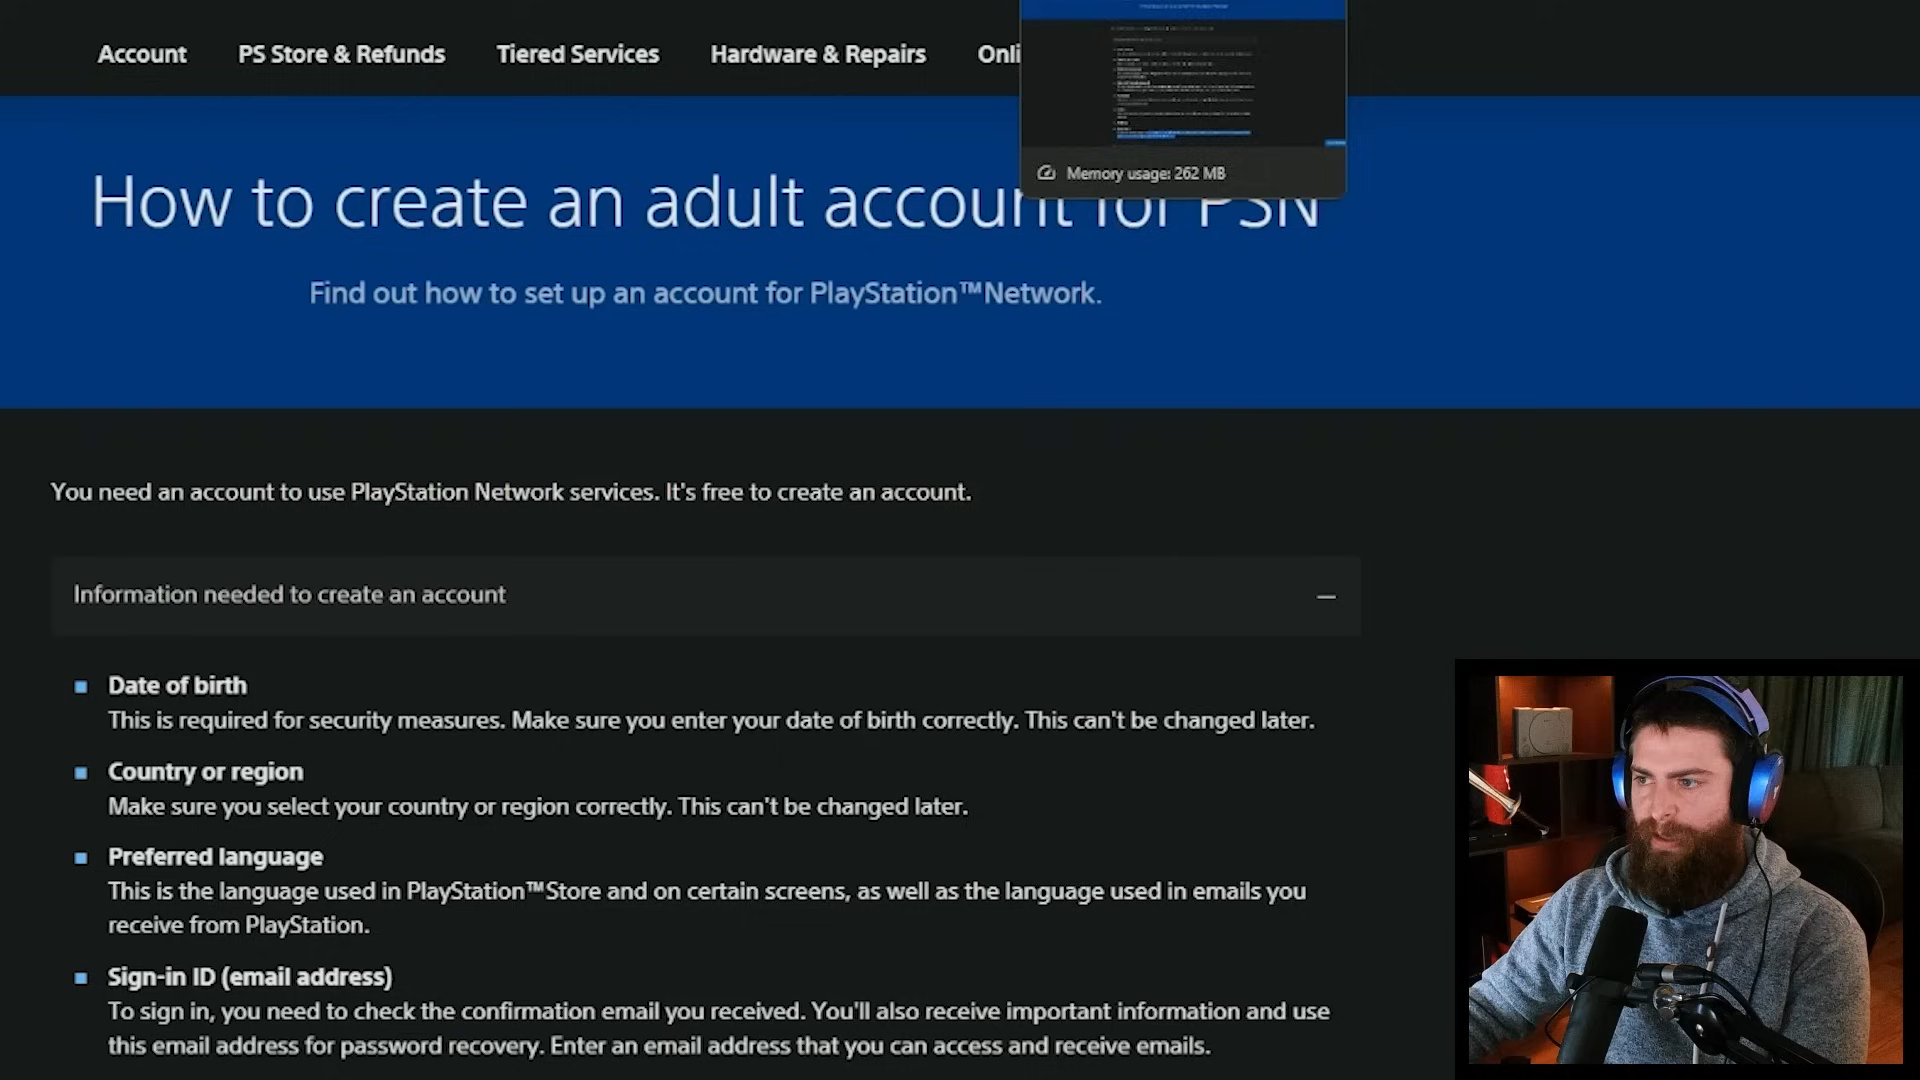 Account PS Store & Refunds Tiered Services Hardware & Repairs Onli
Memory usage: 262 MB
How to create an adult account for PSN
Find out how to set up an account for PlayStation™Network.
You need an account to use PlayStation Network services. It's free to create an account.
Information needed to create an account
Date of birth
This is required for security measures. Make sure you enter your date of birth correctly. This can't be changed later.
Country or region
Make sure you select your country or region correctly. This can't be changed later.
Preferred language
This is the language used in PlayStation™Store and on certain screens, as well as the language used in emails you
receive from PlayStation.
Sign-in ID (email address)
To sign in, you need to check the confirmation email you received. You'll also receive important information and use
this email address for password recovery. Enter an email address that you can access and receive emails.